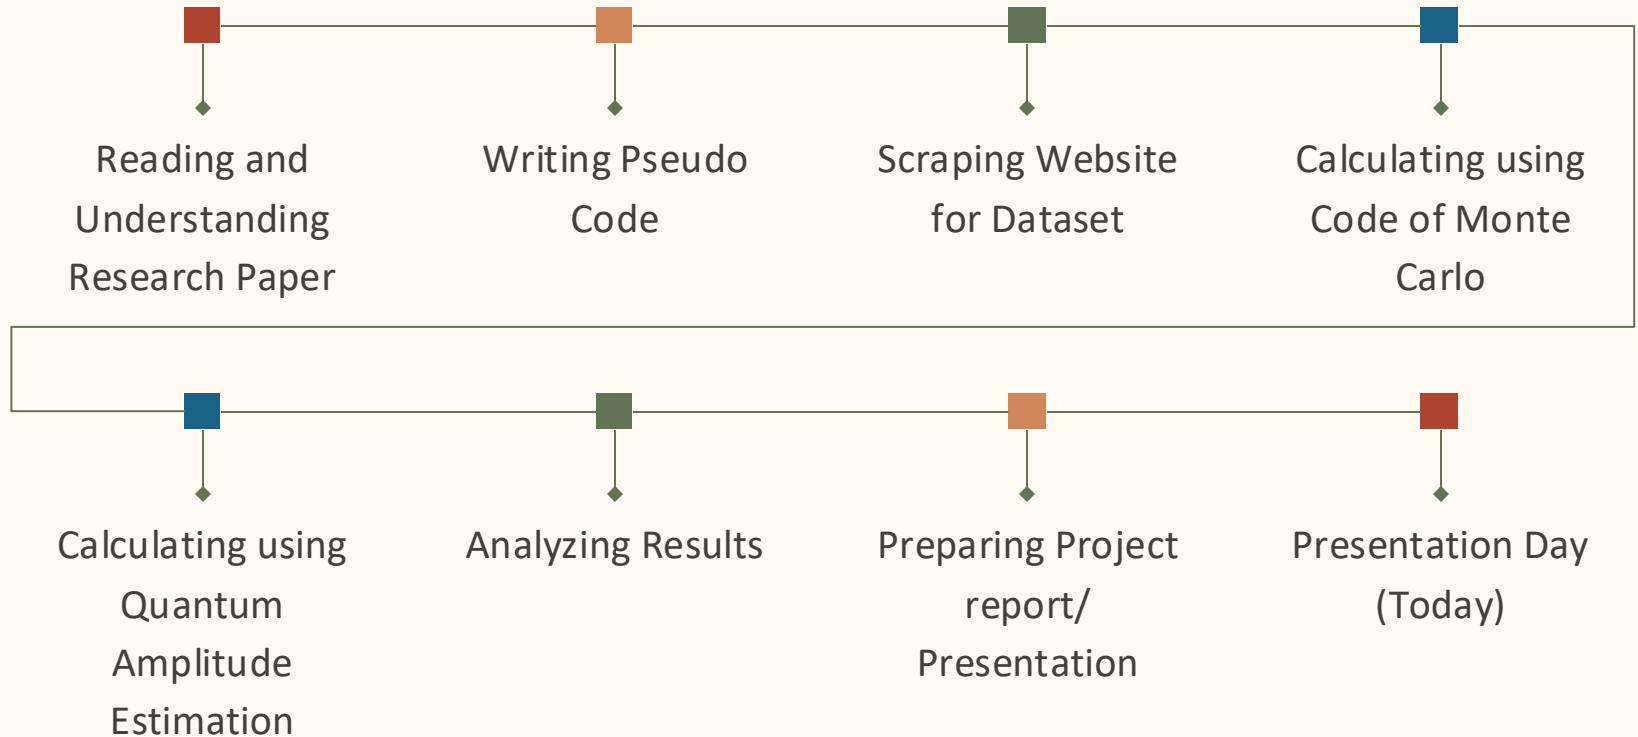 Reading and
Understanding
Research Paper
Writing Pseudo
Code
Scraping Website
for Dataset
Calculating using
Code of Monte
Carlo
Calculating using
Quantum
Amplitude
Estimation
Analyzing Results
Preparing Project
report/
Presentation
Presentation Day
(Today)